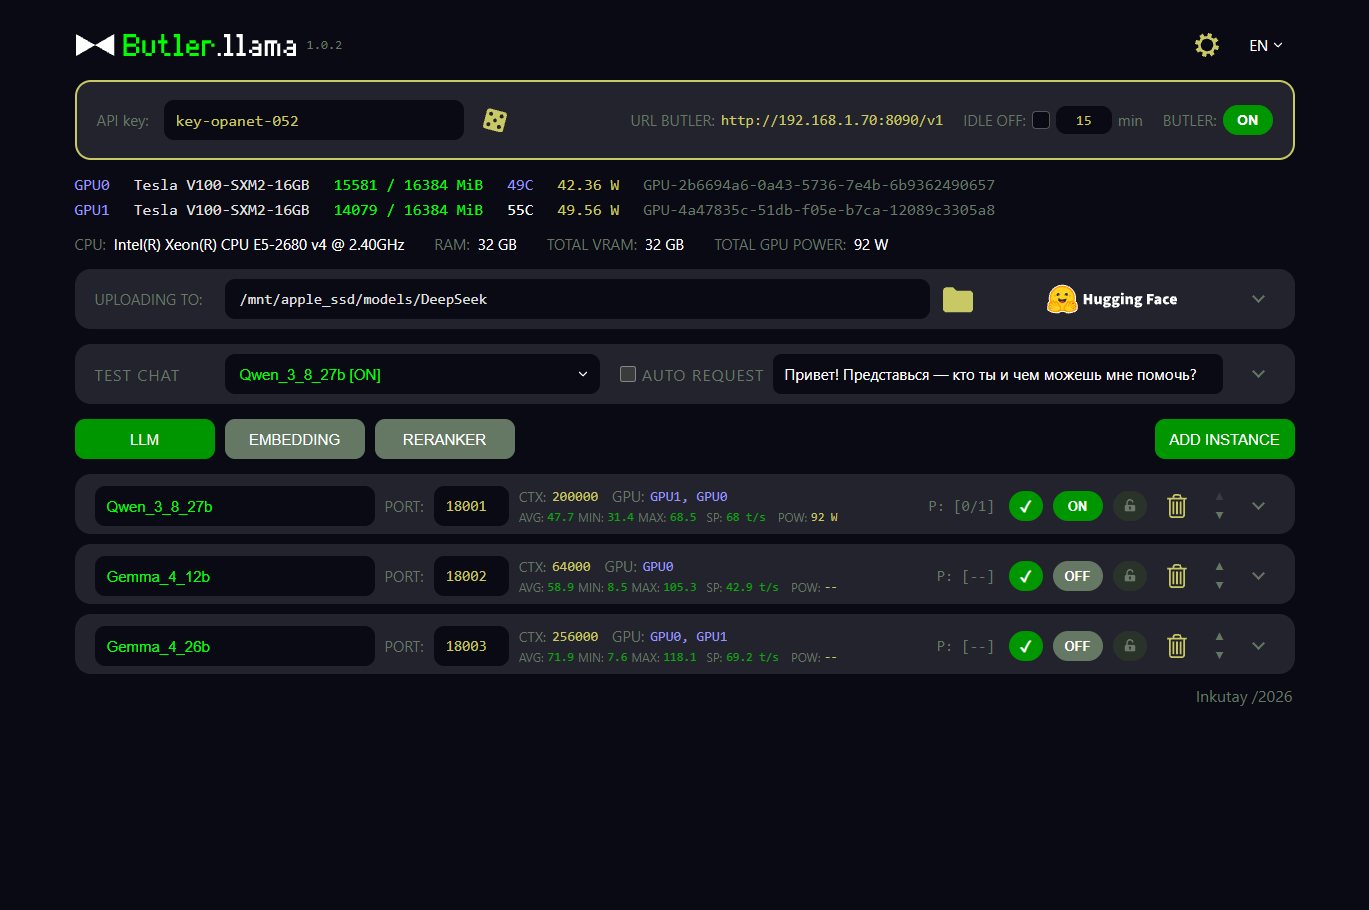 Butler.llama 1.0.2 EN
API key: key-opanet-052 URL BUTLER: http://192.168.1.70:8090/v1 IDLE OFF: 15 min BUTLER: ON
GPU0 Tesla V100-SXM2-16GB 15581 / 16384 MiB 49C 42.36 W GPU-2b6694a6-0a43-5736-7e4b-6b9362490657
GPU1 Tesla V100-SXM2-16GB 14079 / 16384 MiB 55C 49.56 W GPU-4a47835c-51db-f05e-b7ca-12089c3305a8
CPU: Intel(R) Xeon(R) CPU E5-2680 v4 @ 2.40GHz RAM: 32 GB TOTAL VRAM: 32 GB TOTAL GPU POWER: 92 W
UPLOADING TO: /mnt/apple_ssd/models/DeepSeek Hugging Face
TEST CHAT Qwen_3_8_27b [ON] AUTO REQUEST Привет! Представься — кто ты и чем можешь мне помочь?
LLM EMBEDDING RERANKER ADD INSTANCE
Qwen_3_8_27b PORT: 18001 CTX: 200000 GPU: GPU1, GPU0 P: [0/1] ON
AVG: 47.7 MIN: 31.4 MAX: 68.5 SP: 68 t/s POW: 92 W
Gemma_4_12b PORT: 18002 CTX: 64000 GPU: GPU0 P: [--] OFF
AVG: 58.9 MIN: 8.5 MAX: 105.3 SP: 42.9 t/s POW: --
Gemma_4_26b PORT: 18003 CTX: 256000 GPU: GPU0, GPU1 P: [--] OFF
AVG: 71.9 MIN: 7.6 MAX: 118.1 SP: 69.2 t/s POW: --
Inkutay /2026